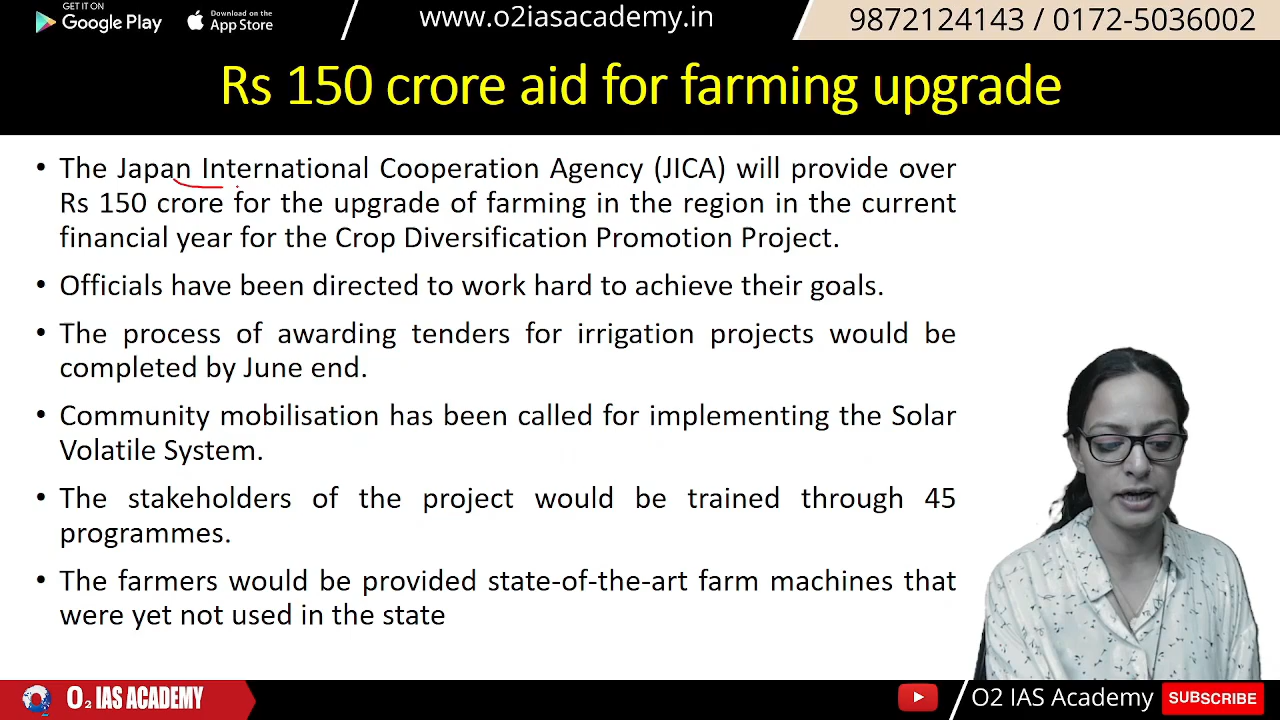 GET IT ON
Google Play
Download on the
App Store
www.o2iasacademy.in
9872124143 / 0172-5036002
Rs 150 crore aid for farming upgrade
• The Japan International Cooperation Agency (JICA) will provide over
Rs 150 crore for the upgrade of farming in the region in the current
financial year for the Crop Diversification Promotion Project.
• Officials have been directed to work hard to achieve their goals.
• The process of awarding tenders for irrigation projects would be
completed by June end.
• Community mobilisation has been called for implementing the Solar
Volatile System.
• The stakeholders of the project would be trained through 45
programmes.
• The farmers would be provided state-of-the-art farm machines that
were yet not used in the state
O2 IAS ACADEMY
O2 IAS Academy
SUBSCRIBE